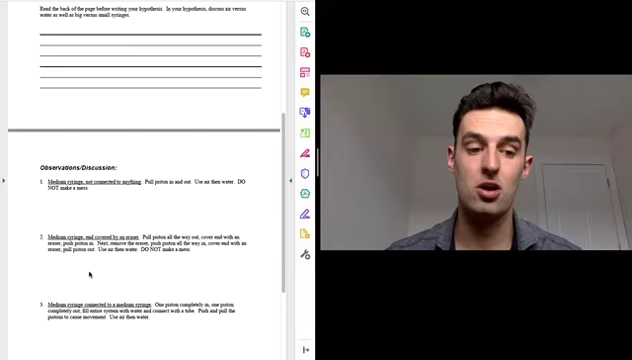 Read the back of the page before writing your hypothesis. In your hypothesis, discuss air versus
water as well as big versus small syringes.
Observations/Discussion:
1. Medium syringe, not connected to anything. Pull piston in and out. Use air then water. DO
NOT make a mess.
2. Medium syringe, end covered by an eraser. Pull piston all the way out, cover end with an
eraser, push piston in. Next, remove the eraser, push piston all the way in, cover end with an
eraser, pull piston out. Use air then water. DO NOT make a mess.
3. Medium syringe connected to a medium syringe. One piston completely in, one piston
completely out, fill entire system with water and connect with a tube. Push and pull the
pistons to cause movement. Use air then water.